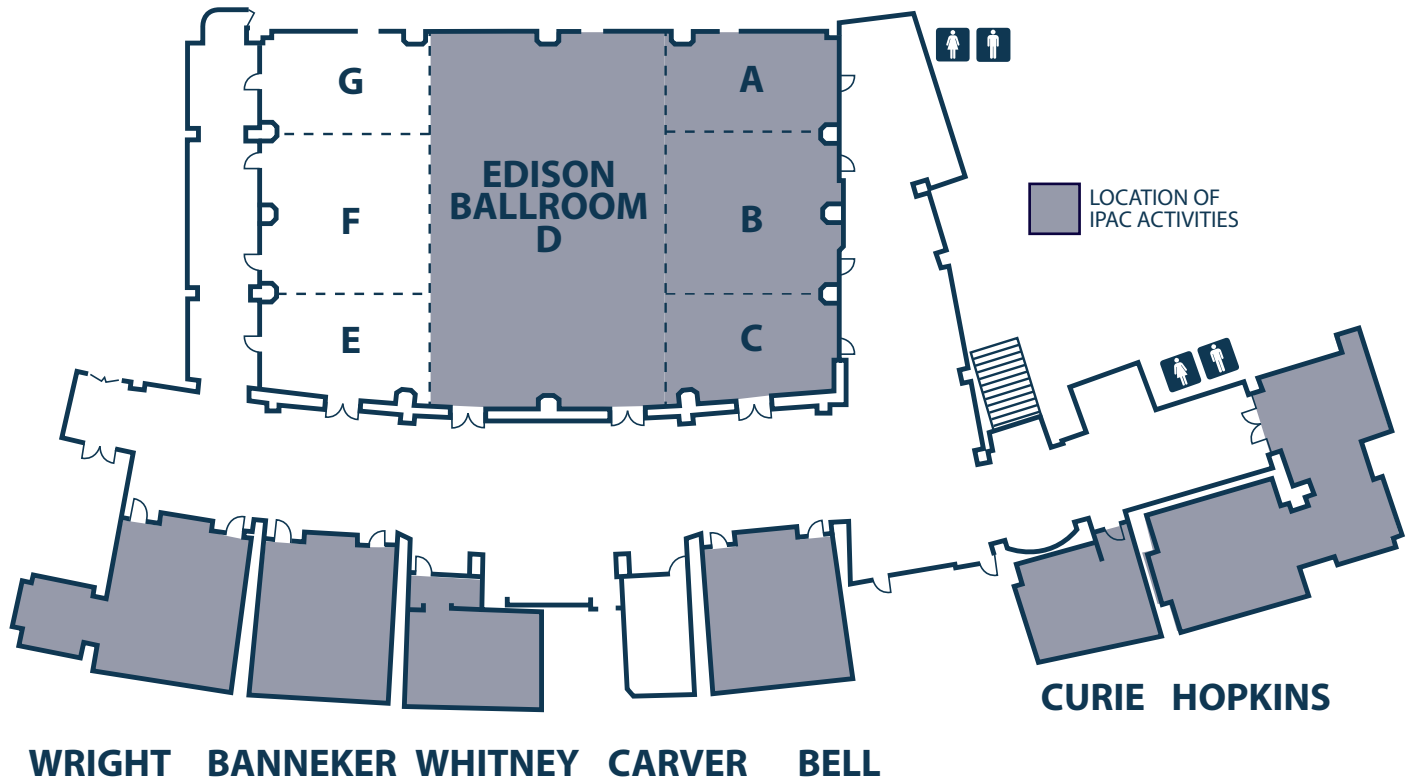 G
A
EDISON
BALLROOM
D
F
B
LOCATION OF
IPAC ACTIVITIES
E
C
CURIE HOPKINS
WRIGHT BANNEKER WHITNEY CARVER BELL